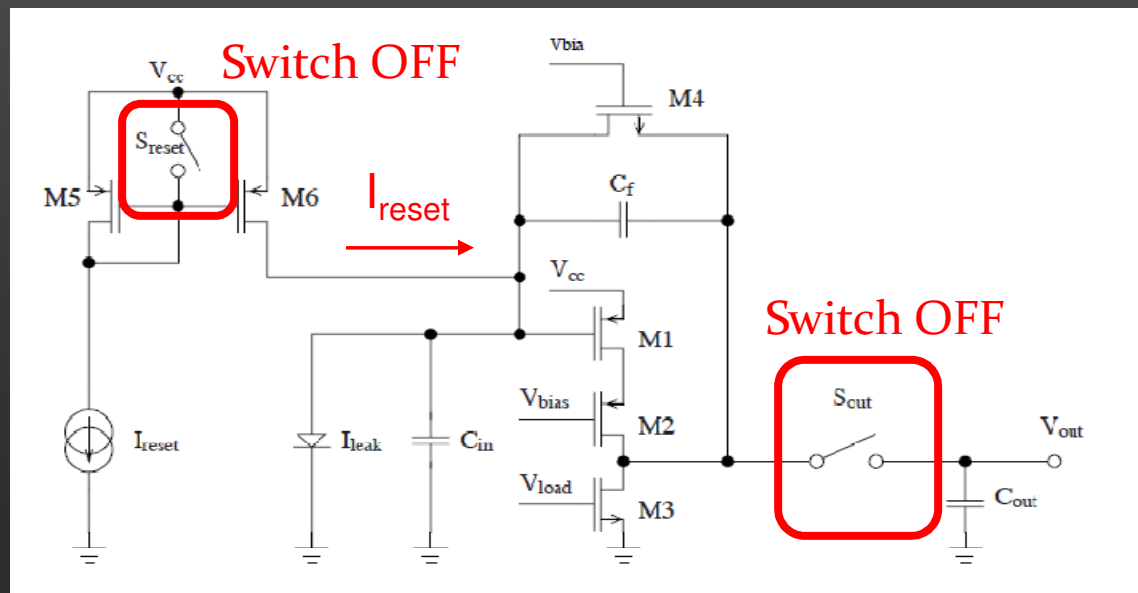 Switch OFF
Vbia
Vcc
M4
Sreset
M5
M6
Cf
Ireset
Vcc
Switch OFF
M1
Scut
Vbias
M2
Vout
Ireset
Ileak
Cin
Vload
M3
Cout